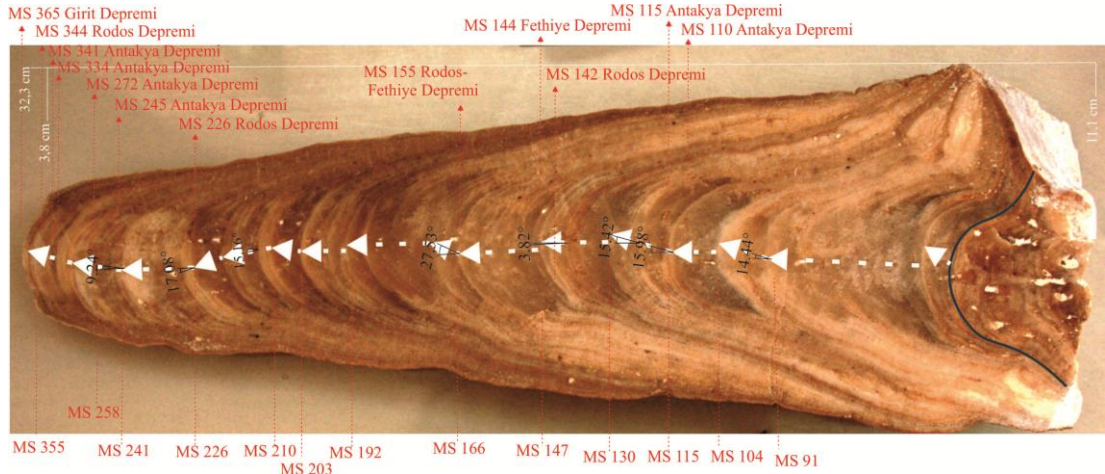 MS 365 Girit Depremi
MS 344 Rodos Depremi
MS 341 Antakya Depremi
MS 334 Antakya Depremi
MS 272 Antakya Depremi
MS 245 Antakya Depremi
MS 226 Rodos Depremi
MS 155 Rodos-
Fethiye Depremi
MS 144 Fethiye Depremi
MS 142 Rodos Depremi
MS 115 Antakya Depremi
MS 110 Antakya Depremi
32,3 cm
3,8 cm
11,1 cm
9.24°
17.08°
15.16°
27.53°
3.82°
15.42°
15.98°
14.44°
MS 258
MS 355
MS 241
MS 226
MS 210
MS 203
MS 192
MS 166
MS 147
MS 130
MS 115
MS 104
MS 91